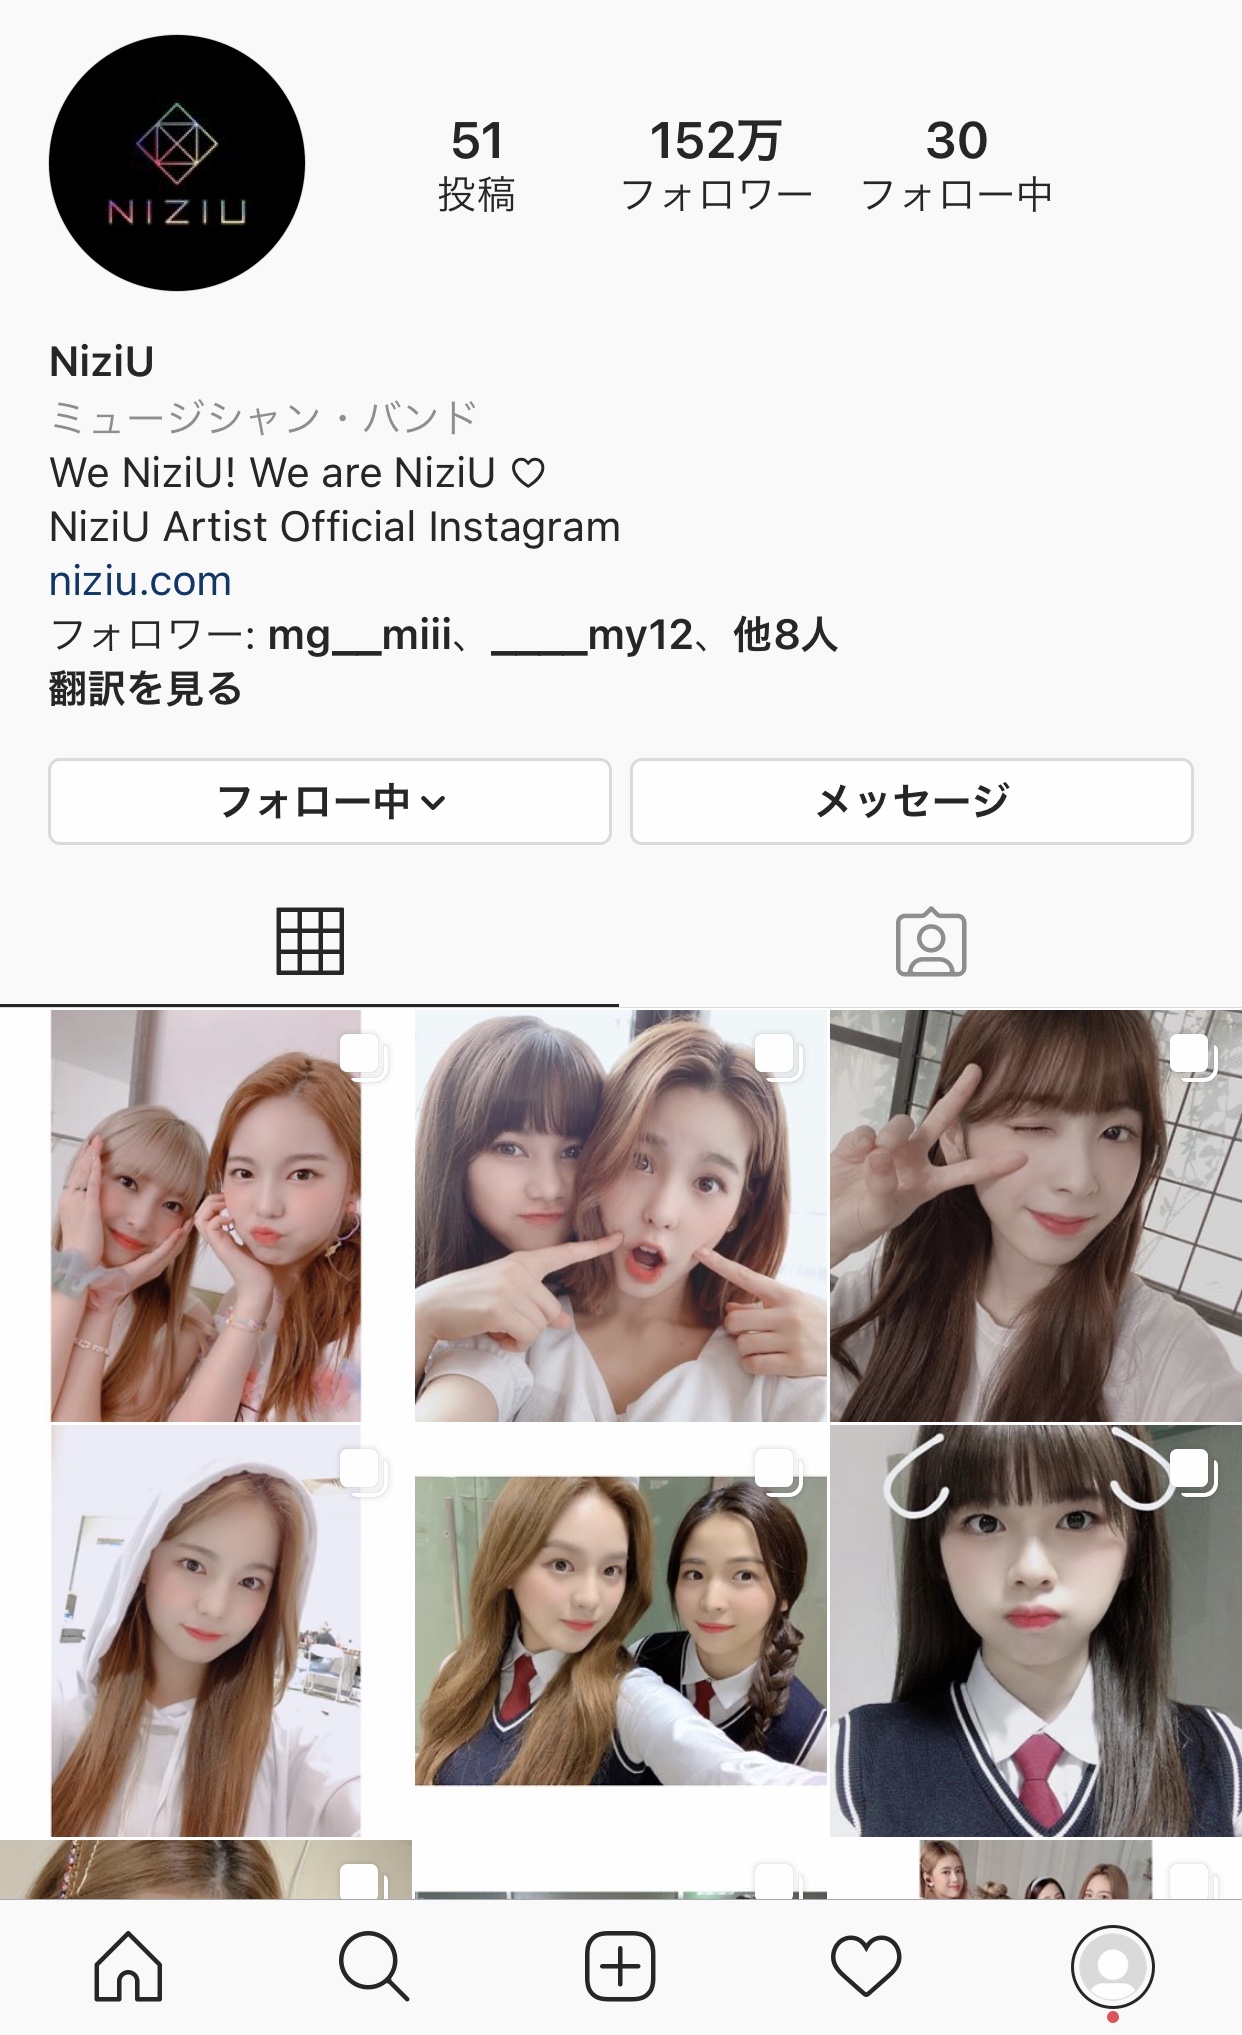 NIZIU
51 152万 30
投稿 フォロワー フォロー中
NiziU
ミュージシャン・バンド
We NiziU! We are NiziU ♡
NiziU Artist Official Instagram
niziu.com
フォロワー: mg__miii、____my12、他8人
翻訳を見る
フォロー中 メッセージ